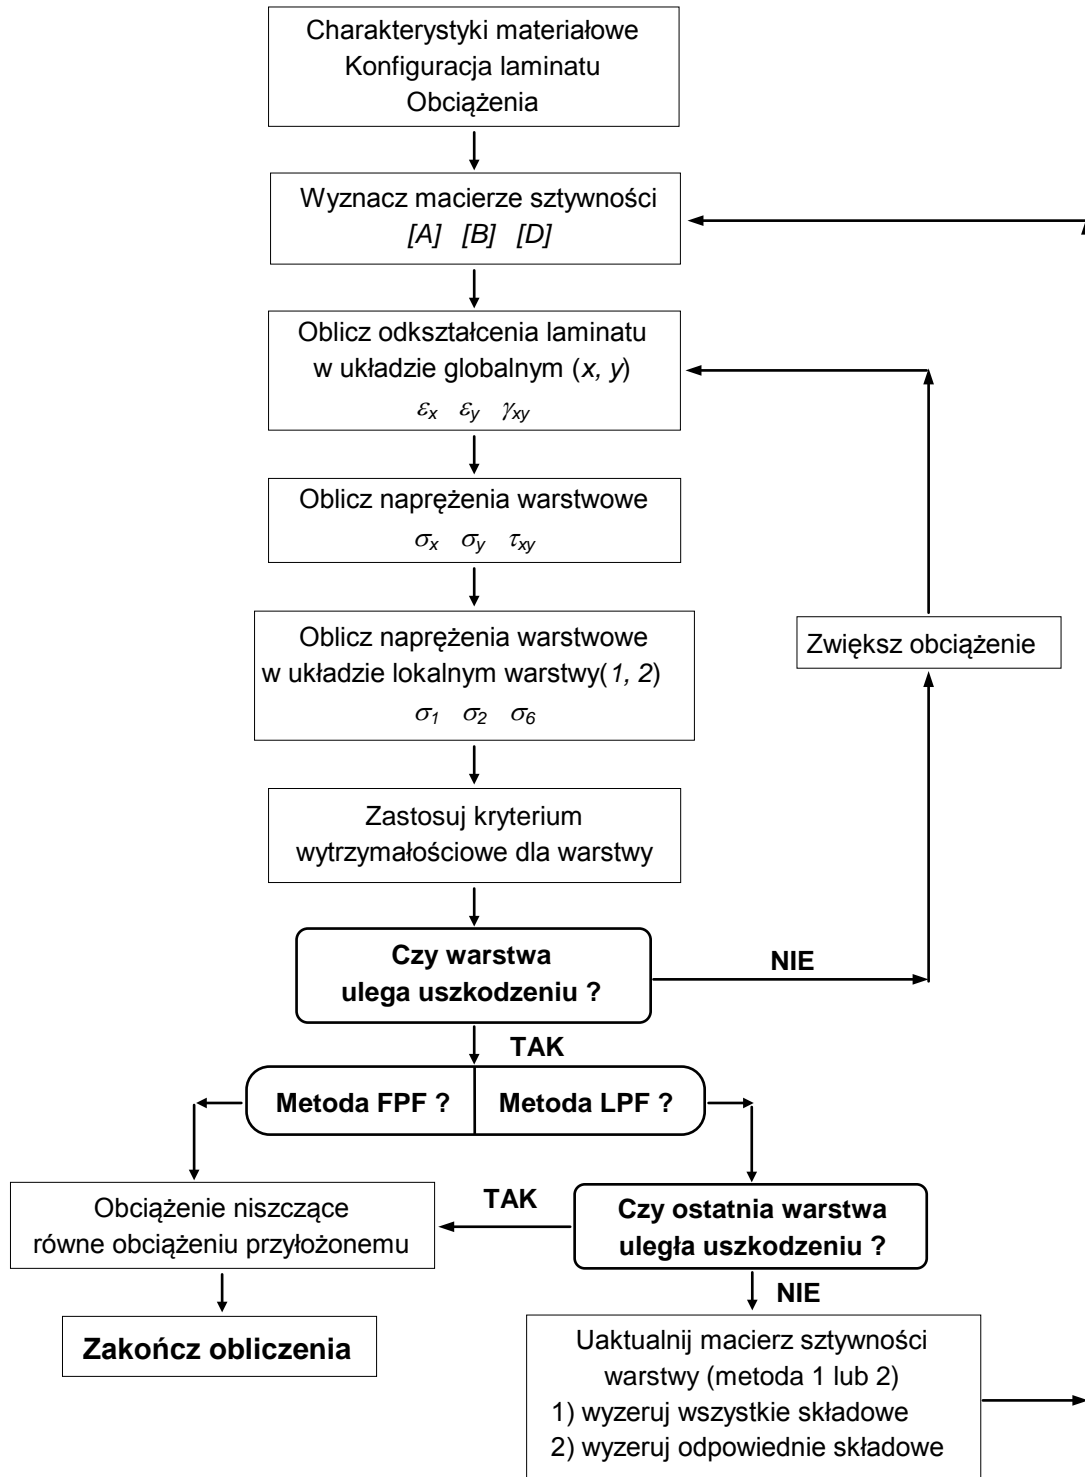 Charakterystyki materiałowe
Konfiguracja laminatu
Obciążenia
Wyznacz macierze sztywności
[A] [B] [D]
Oblicz odkształcenia laminatu
w układzie globalnym (x, y)
εx εy γxy
Oblicz naprężenia warstwowe
σx σy τxy
Oblicz naprężenia warstwowe
w układzie lokalnym warstwy(1, 2)
σ1 σ2 σ6
Zwiększ obciążenie
Zastosuj kryterium
wytrzymałościowe dla warstwy
Czy warstwa
ulega uszkodzeniu ?
NIE
TAK
Metoda FPF ?
Metoda LPF ?
Obciążenie niszczące
równe obciążeniu przyłożonemu
TAK
Czy ostatnia warstwa
uległa uszkodzeniu ?
NIE
Zakończ obliczenia
Uaktualnij macierz sztywności
warstwy (metoda 1 lub 2)
1) wyzeruj wszystkie składowe
2) wyzeruj odpowiednie składowe